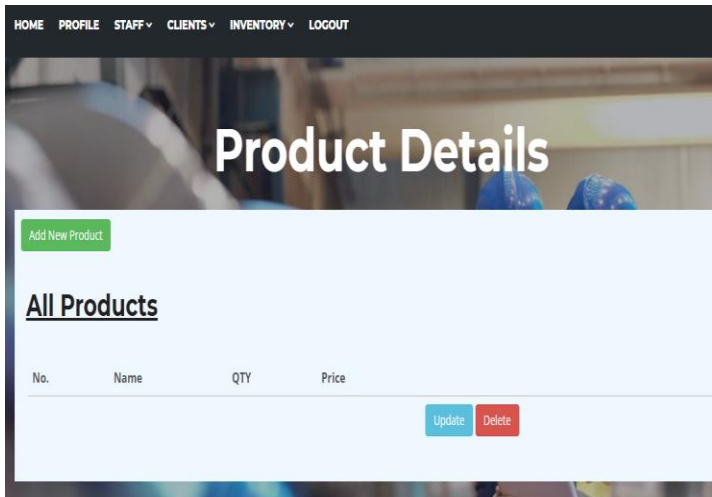 HOME PROFILE STAFF CLIENTS INVENTORY LOGOUT
Product Details
Add New Product
All Products
No. Name QTY Price
Update Delete